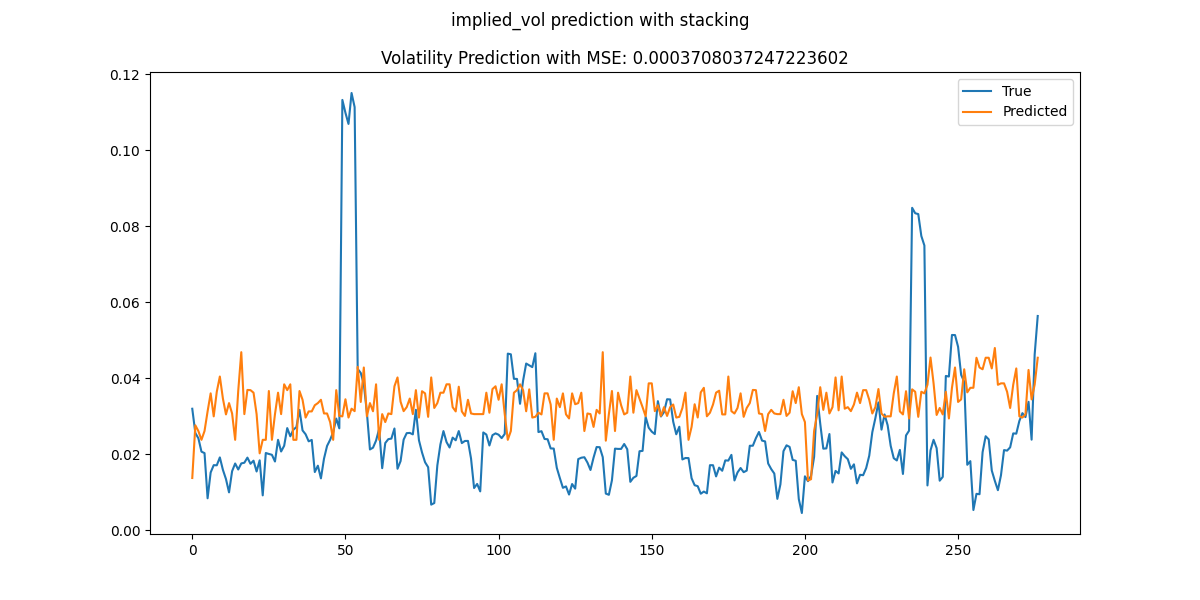 implied_vol prediction with stacking
Volatility Prediction with MSE: 0.0003708037247223602
True
Predicted
0.12
0.10
0.08
0.06
0.04
0.02
0.00
0 50 100 150 200 250